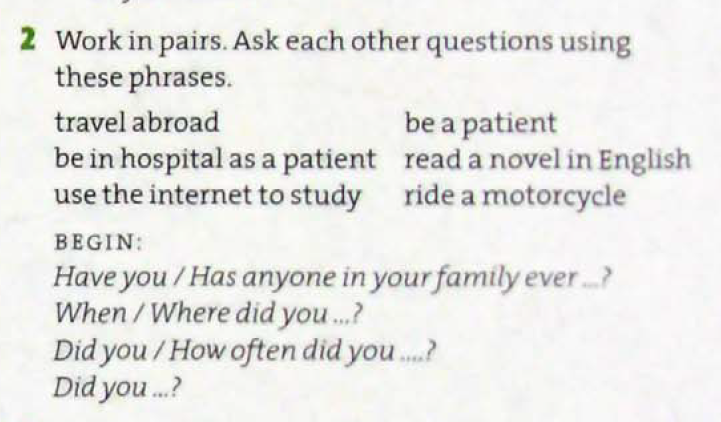 2 Work in pairs. Ask each other questions using
these phrases.
travel abroad be a patient
be in hospital as a patient read a novel in English
use the internet to study ride a motorcycle
BEGIN:
Have you / Has anyone in your family ever ...?
When / Where did you ...?
Did you / How often did you ....?
Did you ...?